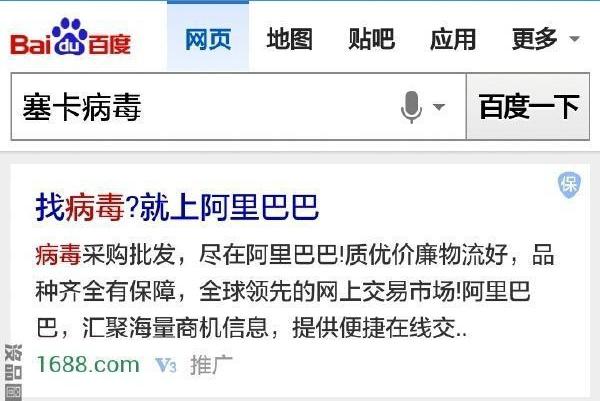 Bai du 百度 网页 地图 贴吧 应用 更多
塞卡病毒 百度一下
找病毒?就上阿里巴巴 保
病毒采购批发，尽在阿里巴巴!质优价廉物流好，品
种齐全有保障，全球领先的网上交易市场!阿里巴
巴，汇聚海量商机信息，提供便捷在线交..
1688.com V3 推广